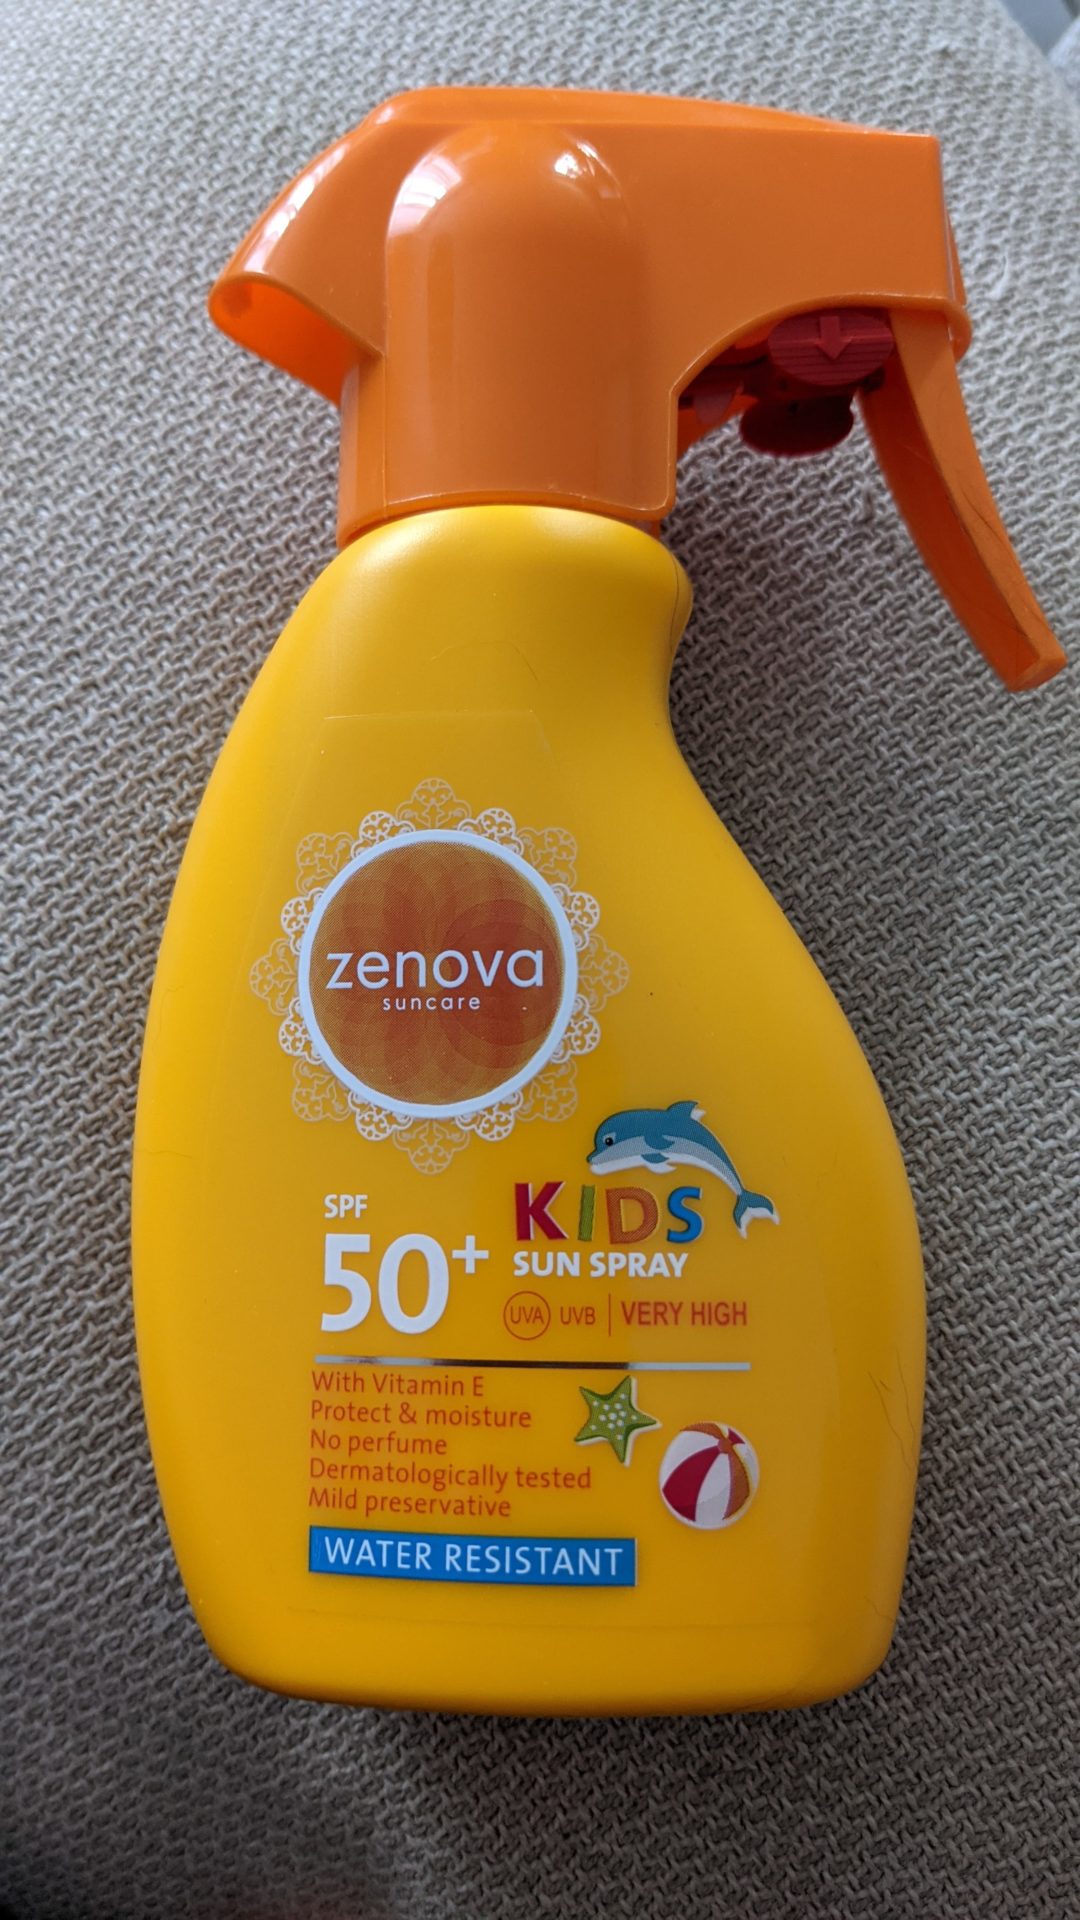 zenova
suncare
SPF
50+
KIDS
SUN SPRAY
UVA UVB | VERY HIGH
With Vitamin E
Protect & moisture
No perfume
Dermatologically tested
Mild preservative
WATER RESISTANT